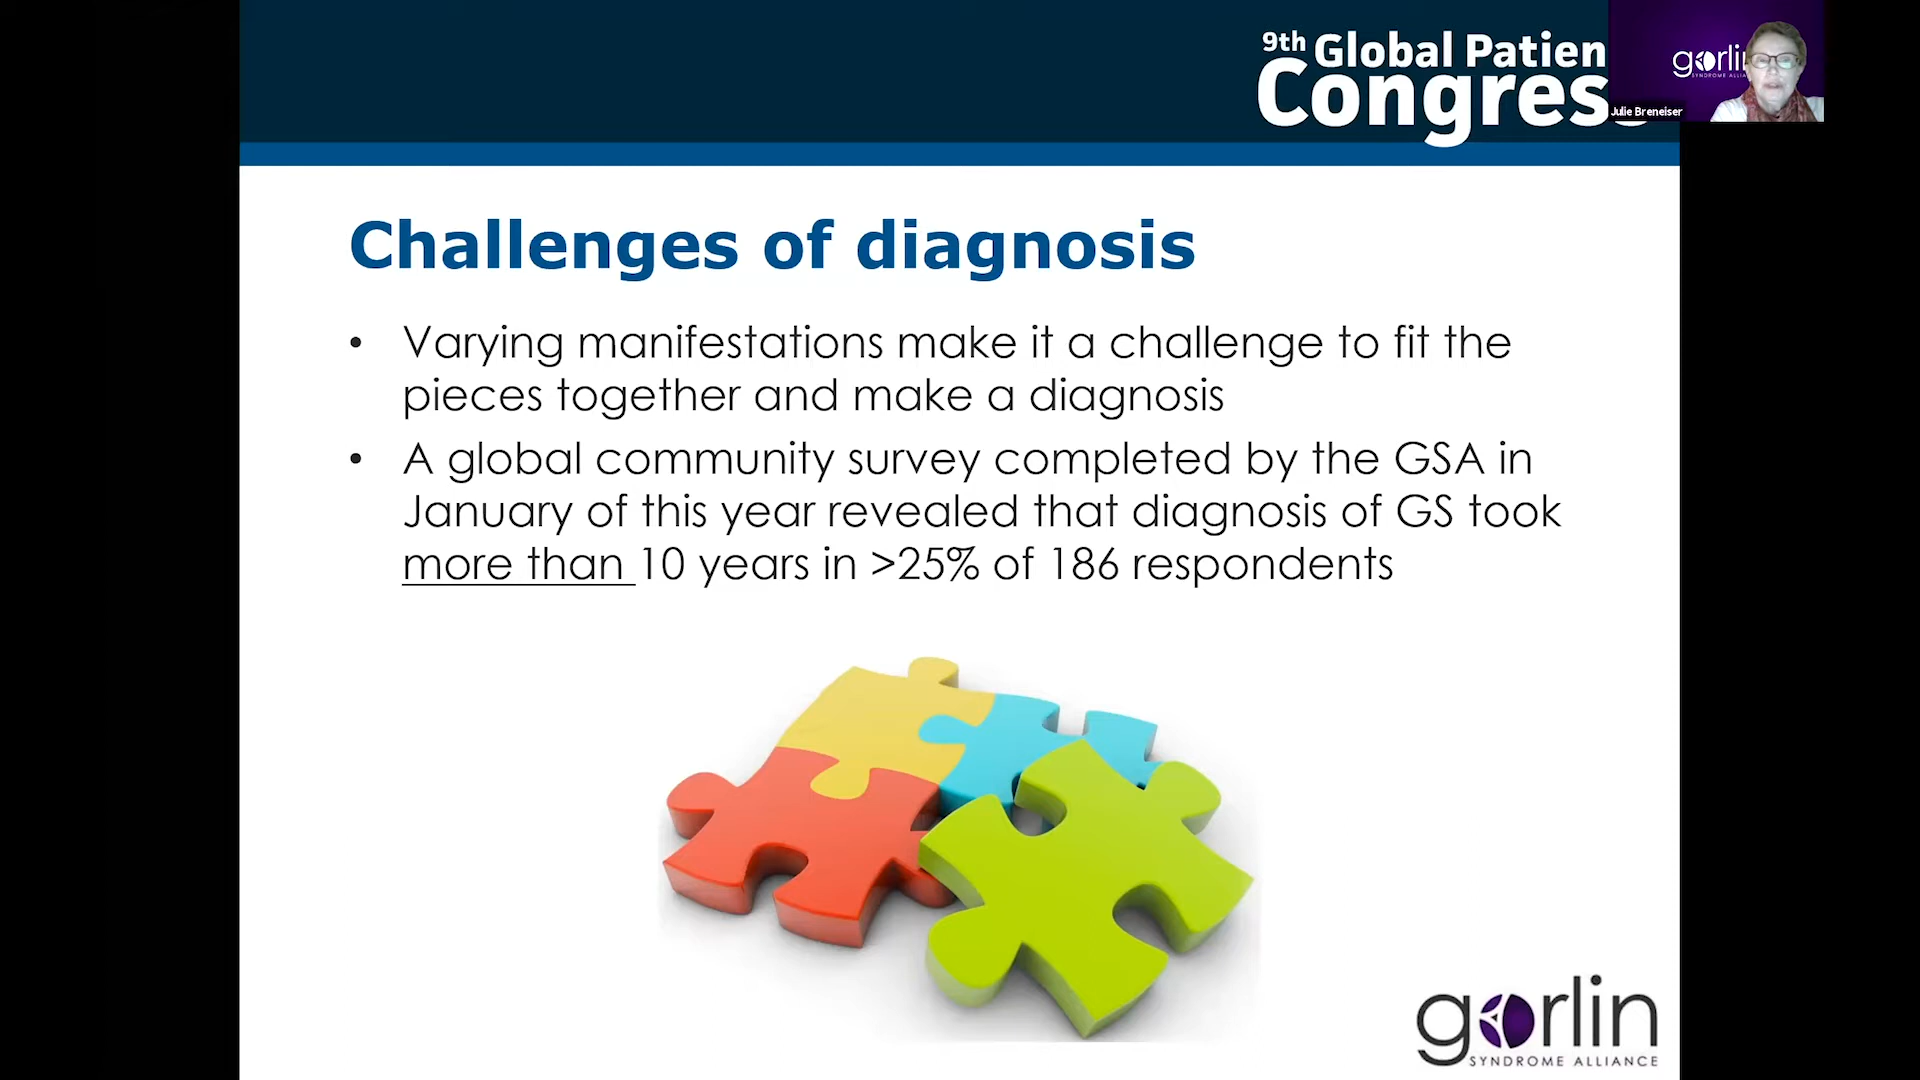 9th Global Patien
Congres
gorli
SYNDROME ALLIA
Julie Breneiser
Challenges of diagnosis
• Varying manifestations make it a challenge to fit the
pieces together and make a diagnosis
• A global community survey completed by the GSA in
January of this year revealed that diagnosis of GS took
more than 10 years in >25% of 186 respondents
gorlin
SYNDROME ALLIANCE